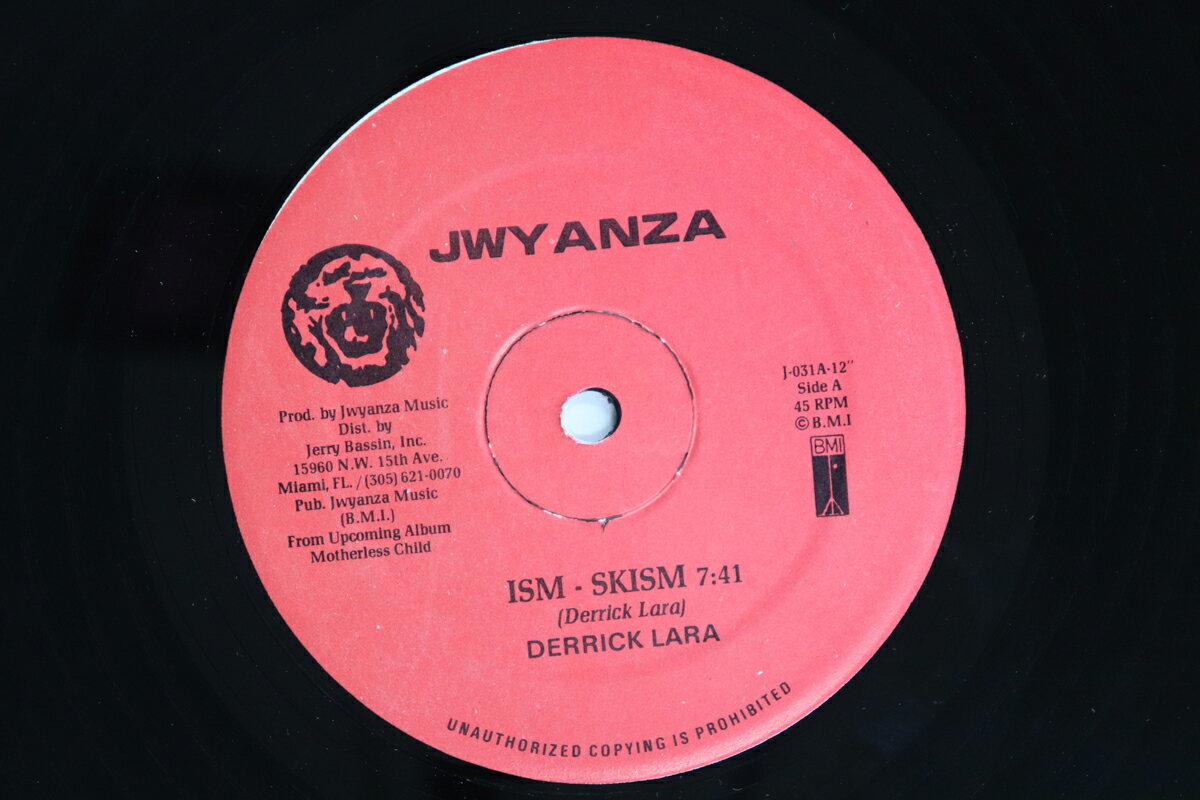 JWYANZA
Prod. by Jwyanza Music
Dist. by
Jerry Bassin, Inc.
15960 N.W. 15th Ave.
Miami, FL. / (305) 621-0070
Pub. Jwyanza Music
(B.M.I.)
From Upcoming Album
Motherless Child
J-031A-12"
Side A
45 RPM
© B.M.I
BMI
ISM - SKISM 7:41
(Derrick Lara)
DERRICK LARA
UNAUTHORIZED COPYING IS PROHIBITED